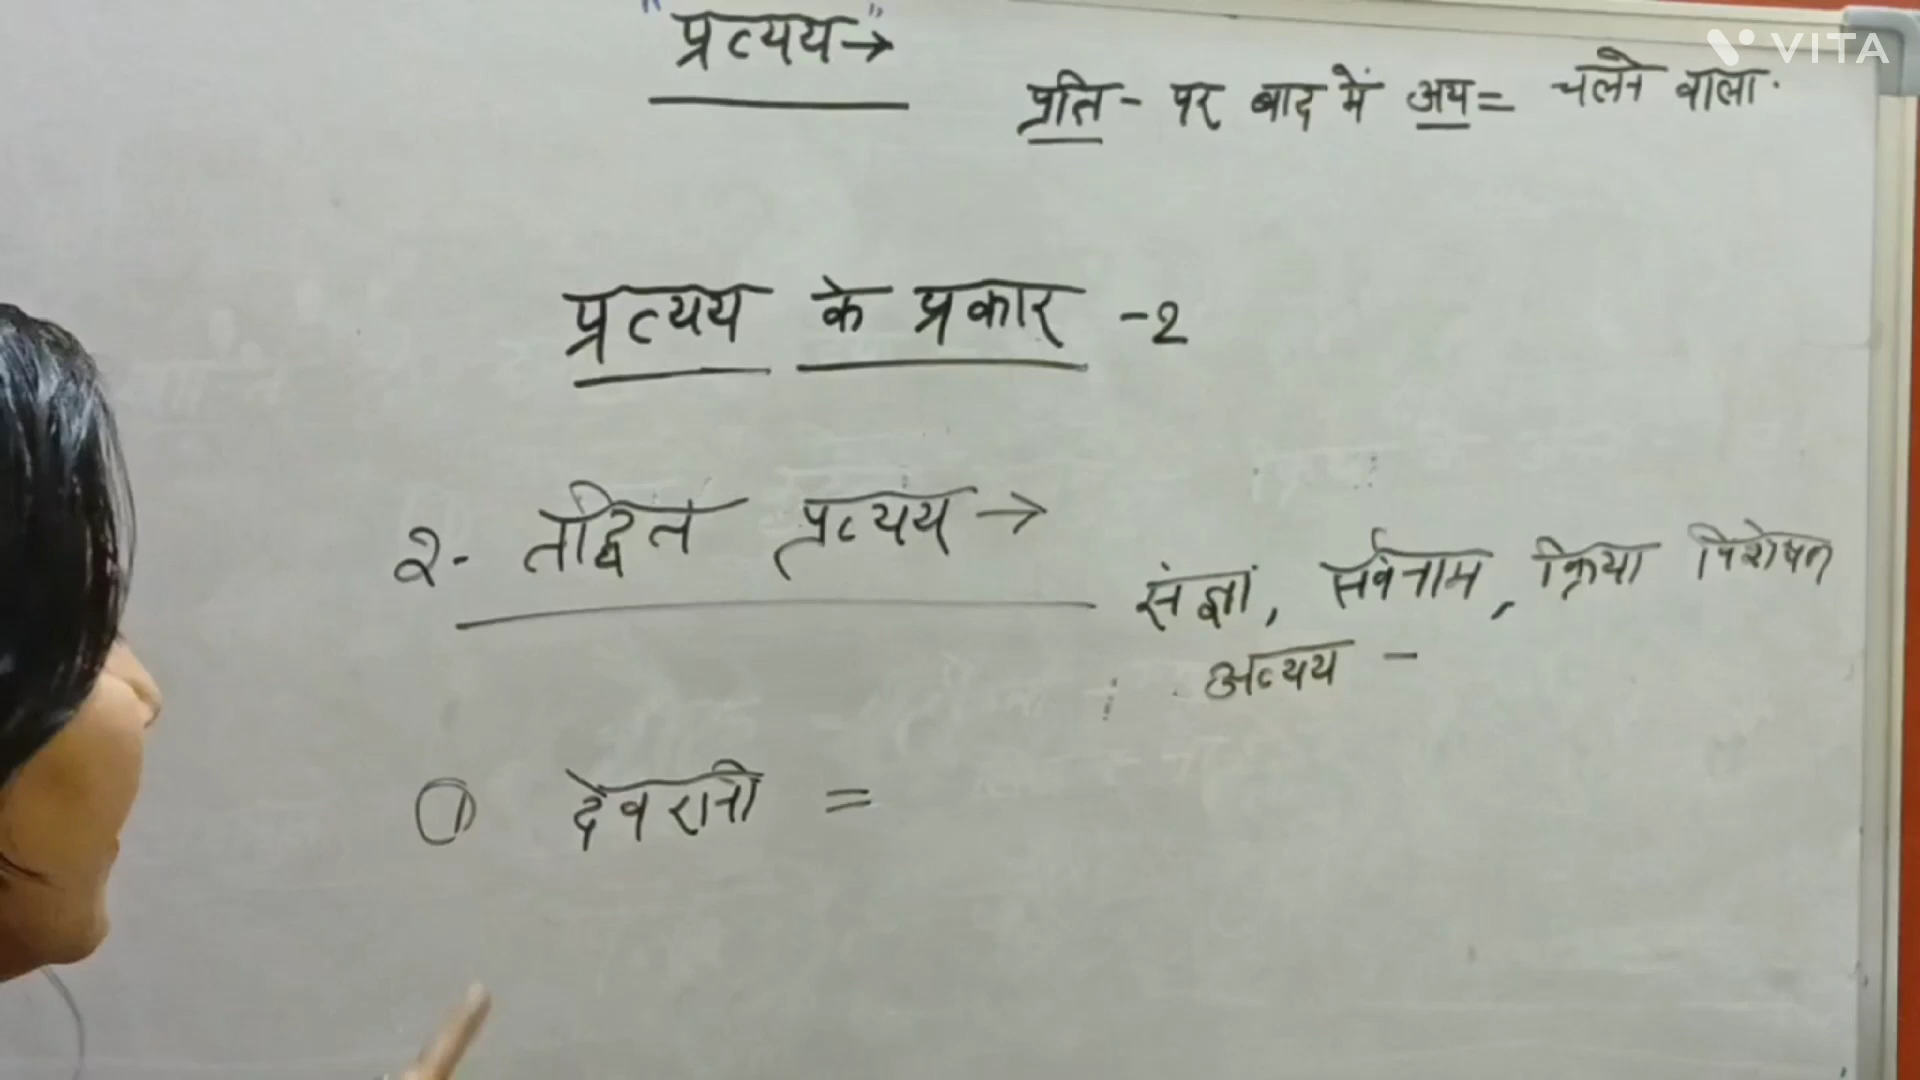 "प्रत्यय"→
प्रति - पर बाद में अय = चलने वाला.
प्रत्यय के प्रकार -2
2- तद्धित प्रत्यय →
संज्ञा, सर्वनाम, क्रिया विशेषन
अव्यय -
① देवरानी =
VITA